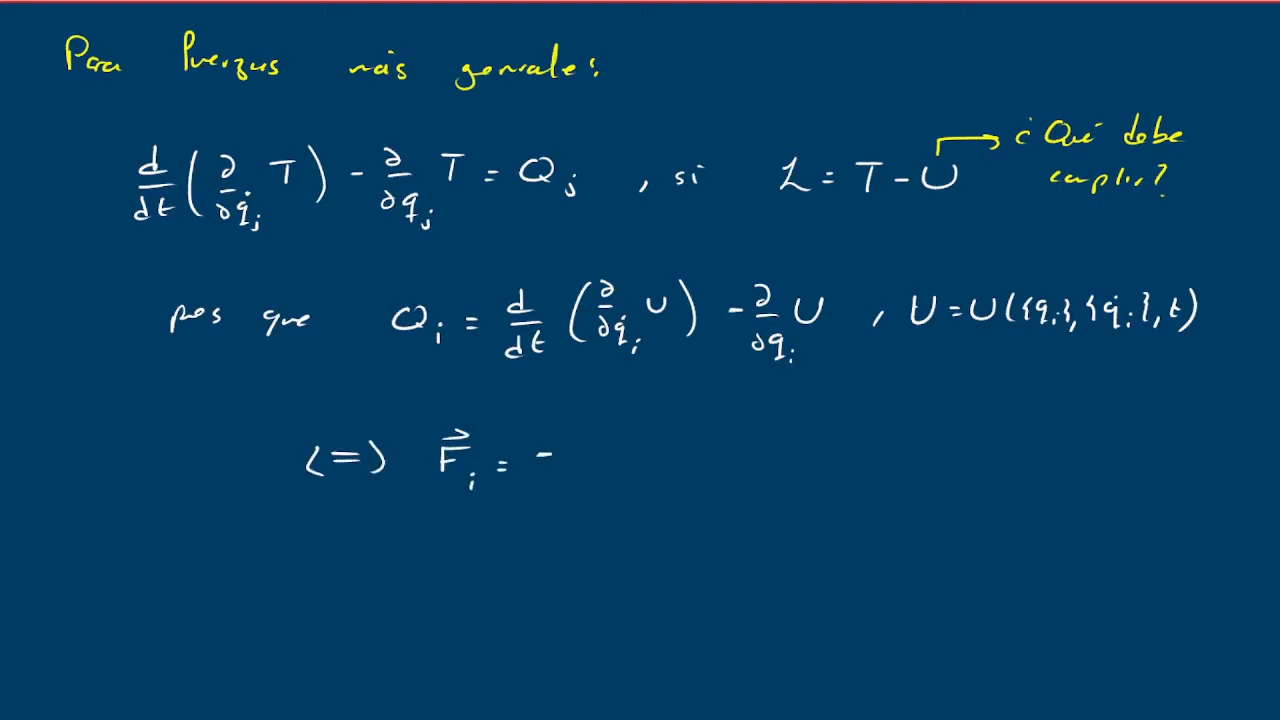 Para fuerzas más generales:
d/dt (∂/∂q̇_j T) - ∂/∂q_j T = Q_j , si L = T - U → ¿Qué debe cumplir?
pues que Q_i = d/dt (∂/∂q̇_i U) - ∂/∂q_i U , U = U({q_i}, {q̇_i}, t)
<=> F⃗_i = -